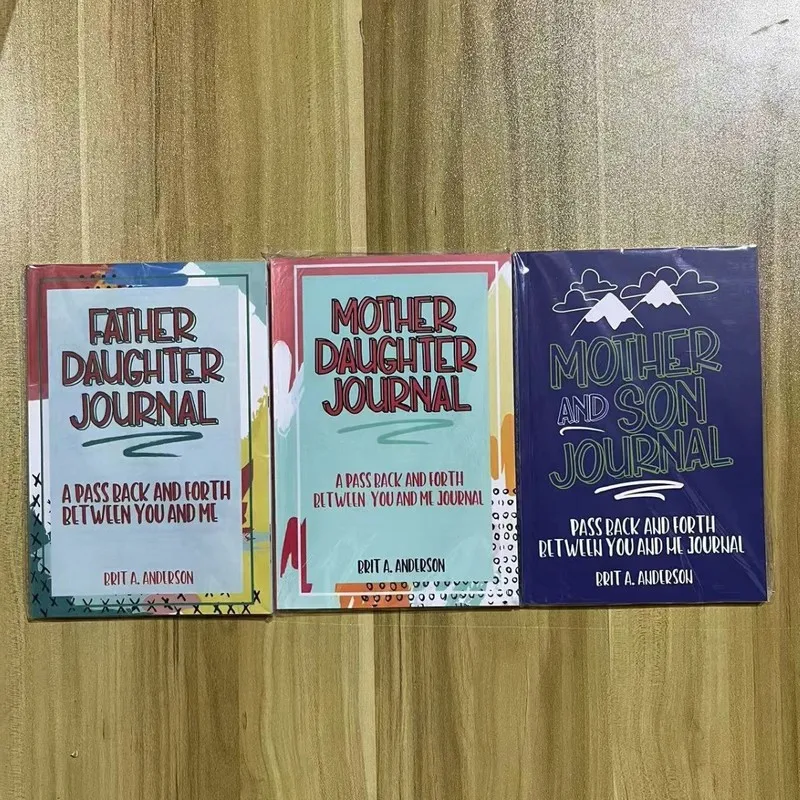 FATHER
DAUGHTER
JOURNAL
A PASS BACK AND FORTH
BETWEEN YOU AND ME
BRIT A. ANDERSON
MOTHER
DAUGHTER
JOURNAL
A PASS BACK AND FORTH
BETWEEN YOU AND ME JOURNAL
BRIT A. ANDERSON
MOTHER
AND SON
JOURNAL
PASS BACK AND FORTH
BETWEEN YOU AND ME JOURNAL
BRIT A. ANDERSON